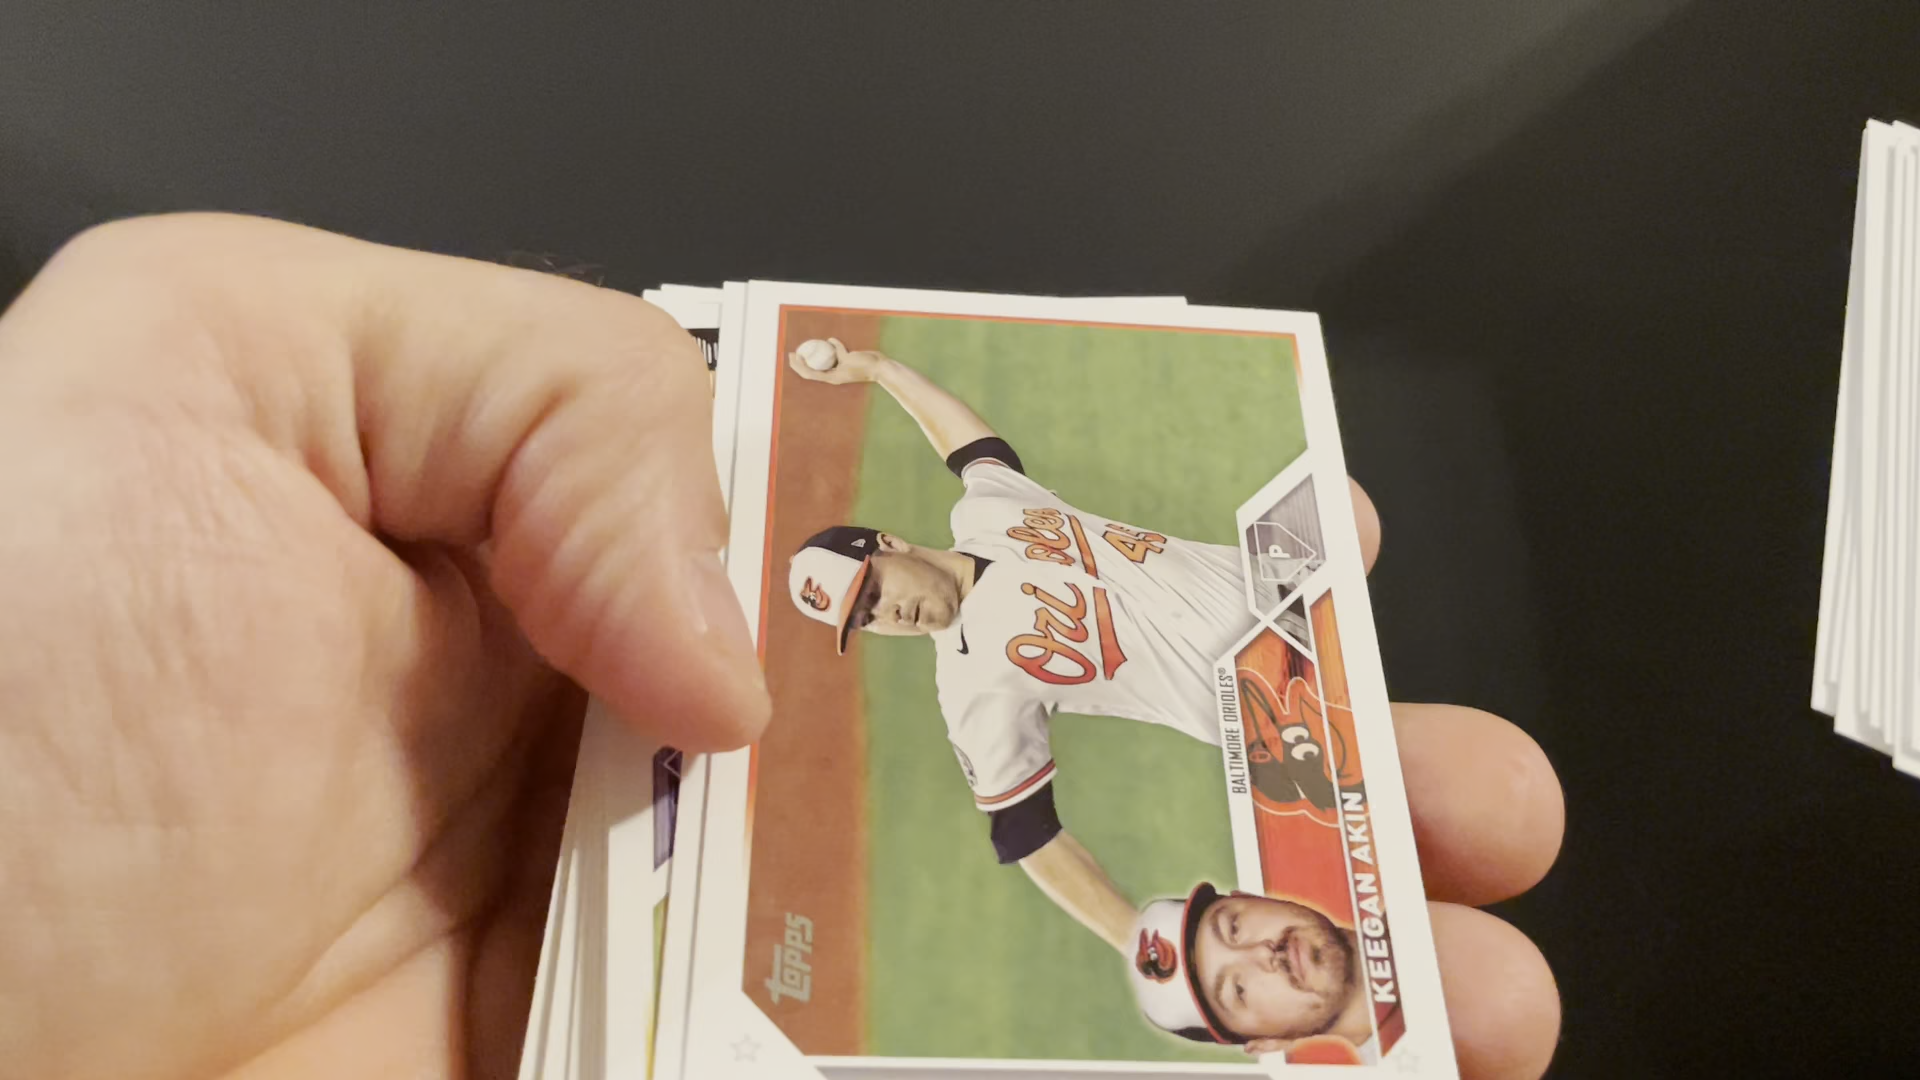 TOPPS
Orioles
45
P
BALTIMORE ORIOLES®
KEEGAN AKIN